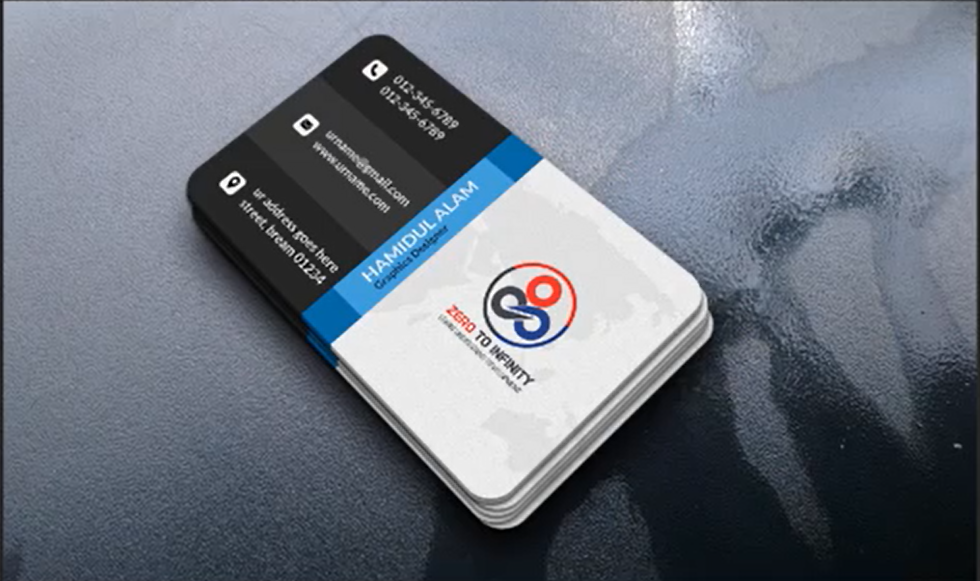 012-345-6789
012-345-6789
urname@gmail.com
www.urname.com
ur address goes here
street, bream 01234
HAMIDUL ALAM
Graphics Designer
ZERO TO INFINITY